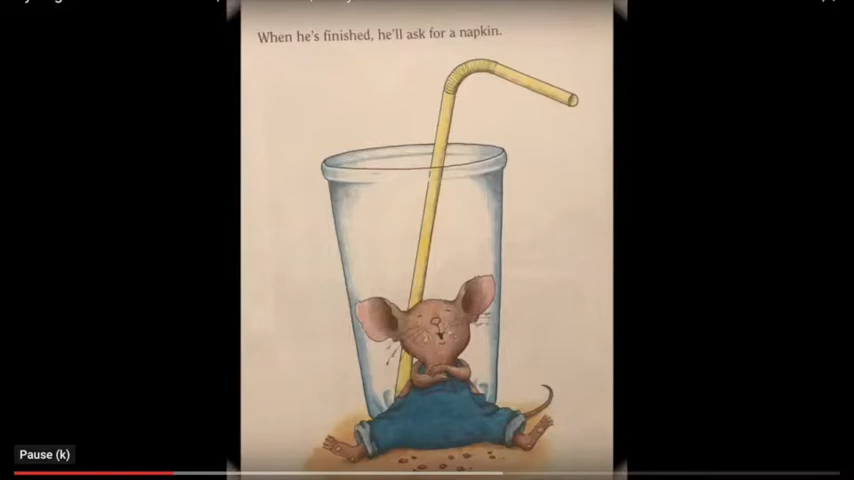 When he's finished, he'll ask for a napkin.
Pause (k)